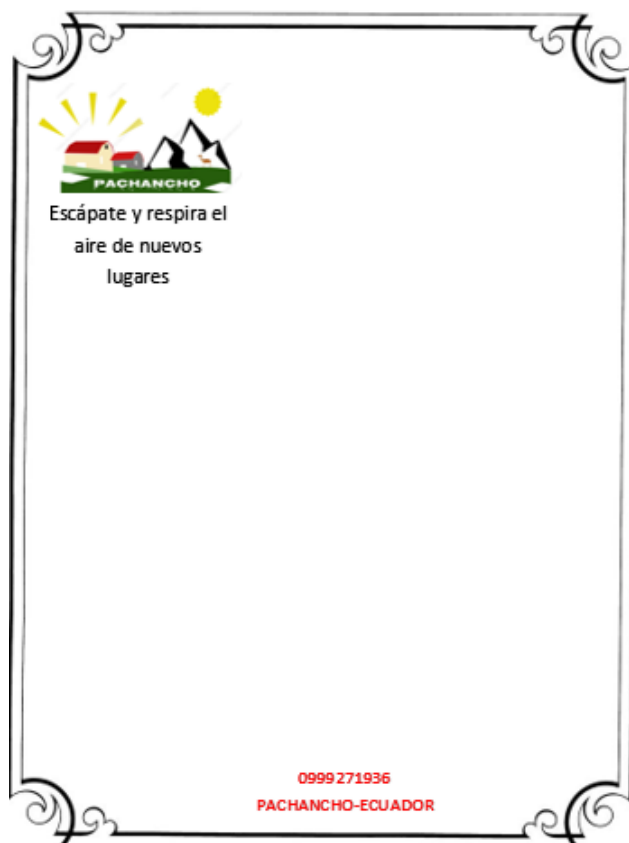 PACHANCHO
Escápate y respira el
aire de nuevos
lugares
0999271936
PACHANCHO-ECUADOR